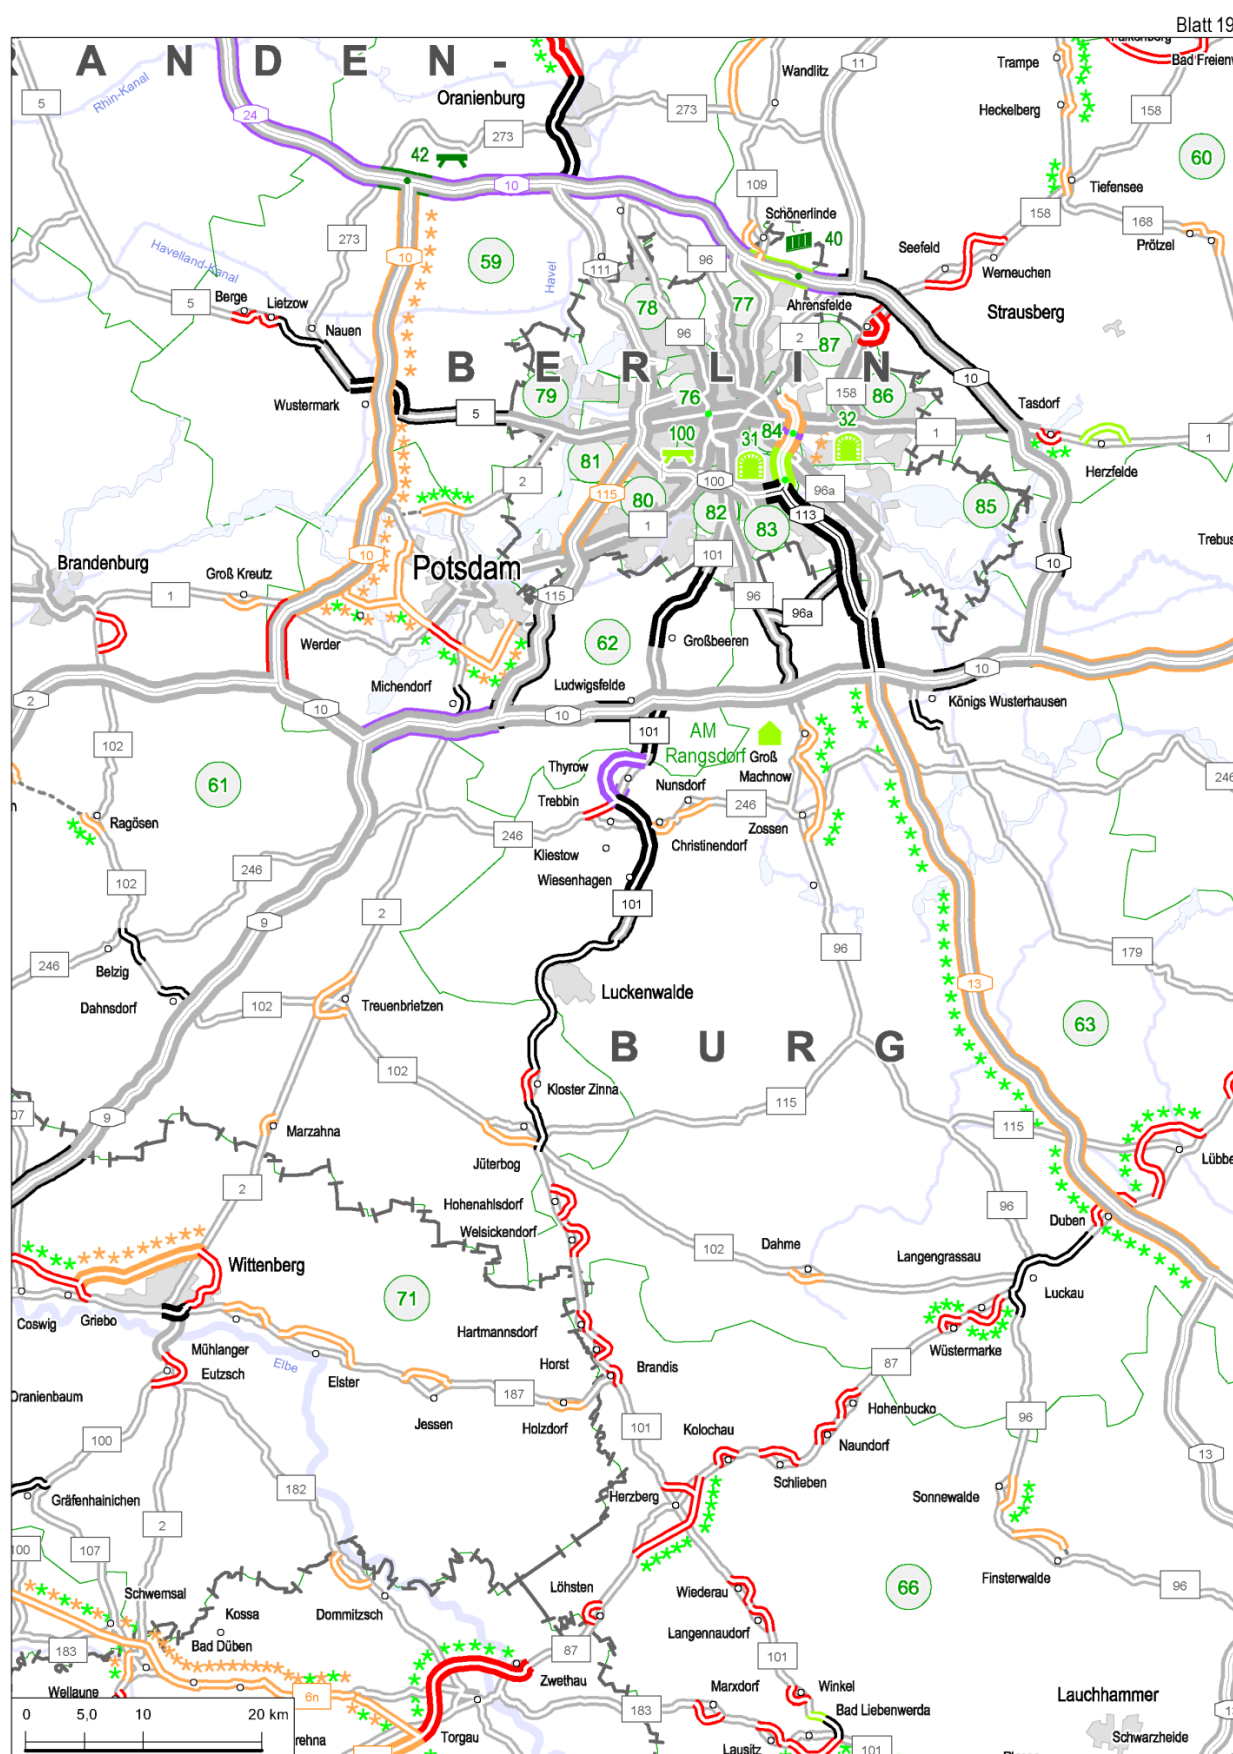 Blatt 19
R A N D E N -
Falkenberg
Bad Freien
Trampe
Wandlitz
11
5
Rhin-Kanal
Oranienburg
273
Heckelberg
158
24
273
42
60
10
109
Tiefensee
Schönerlinde
158
168
Prötzel
273
40
Seefeld
Werneuchen
Havelland-Kanal
10
59
Havel
111
96
5
Berge
Lietzow
78
77
Ahrensfelde
Strausberg
Nauen
96
2
87
B E R L I N
10
79
76
158
86
Wustermark
5
100
31
84
32
Tasdorf
1
1
Herzfelde
81
2
115
80
100
96a
85
82
83
113
1
10
101
Brandenburg
Groß Kreutz
10
Potsdam
Trebus
1
115
96
96a
Werder
62
Großbeeren
10
Michendorf
Ludwigsfelde
2
10
10
Königs Wusterhausen
101
AM
Rangsdorf
Groß
Machnow
102
Thyrow
61
Nunsdorf
246
Trebbin
246
Zossen
Ragösen
246
Christinendorf
Kliestow
102
246
Wiesenhagen
101
2
9
96
179
246
Belzig
13
Dahnsdorf
102
Treuenbrietzen
Luckenwalde
63
B U R G
102
Kloster Zinna
115
9
07
Marzahna
115
Lübbe
Jüterbog
2
Hohenahlsdorf
96
Duben
Welsickendorf
102
Dahme
Langengrassau
Wittenberg
Luckau
71
Coswig
Griebo
Hartmannsdorf
Wüstermarke
Mühlanger
Elbe
Eutzsch
Horst
Brandis
87
Elster
Oranienbaum
187
Jessen
Holzdorf
Hohenbucko
101
Kolochau
96
Naundorf
100
13
Schlieben
182
Herzberg
Sonnewalde
Gräfenhainichen
2
100
107
Finsterwalde
Schwemsal
Löhsten
Wiederau
66
96
Kossa
Dommitzsch
Langennaudorf
Bad Düben
183
87
101
Zwethau
Wellaune
6n
Marxdorf
Winkel
Lauchhammer
183
Bad Liebenwerda
0
5,0
10
20 km
rehna
Torgau
Lausitz
101
Schwarzheide